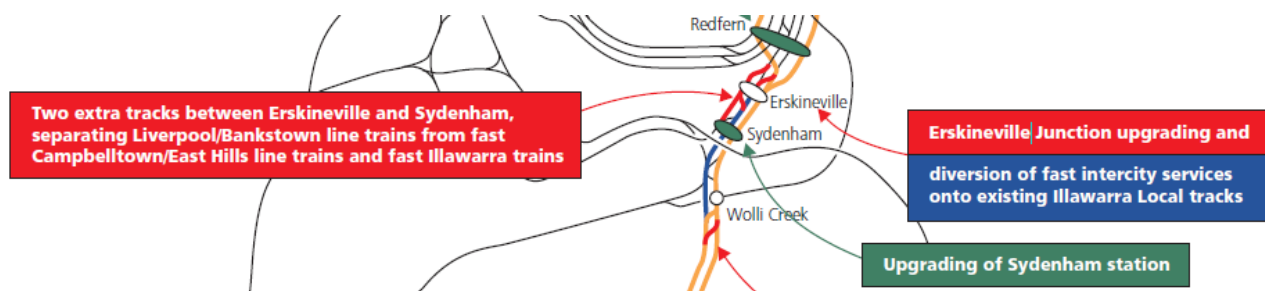 Redfern
Two extra tracks between Erskineville and Sydenham,
separating Liverpool/Bankstown line trains from fast
Campbelltown/East Hills line trains and fast Illawarra trains
Erskineville
Sydenham
Erskineville Junction upgrading and
diversion of fast intercity services
onto existing Illawarra Local tracks
Wolli Creek
Upgrading of Sydenham station